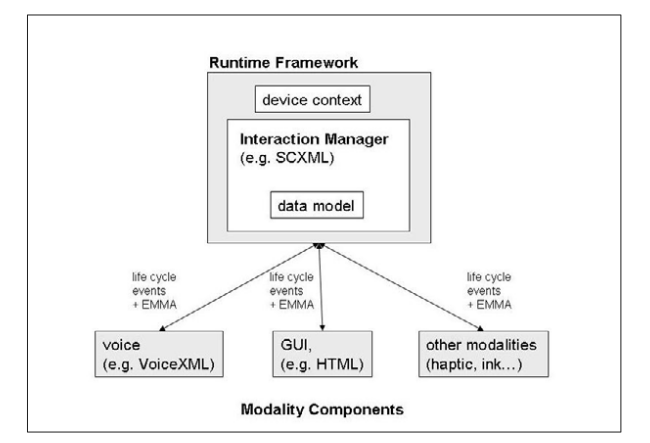 Runtime Framework
device context
Interaction Manager
(e.g. SCXML)
data model
life cycle
events
+ EMMA
life cycle
events
+ EMMA
life cycle
events
+ EMMA
voice
(e.g. VoiceXML)
GUI,
(e.g. HTML)
other modalities
(haptic, ink...)
Modality Components